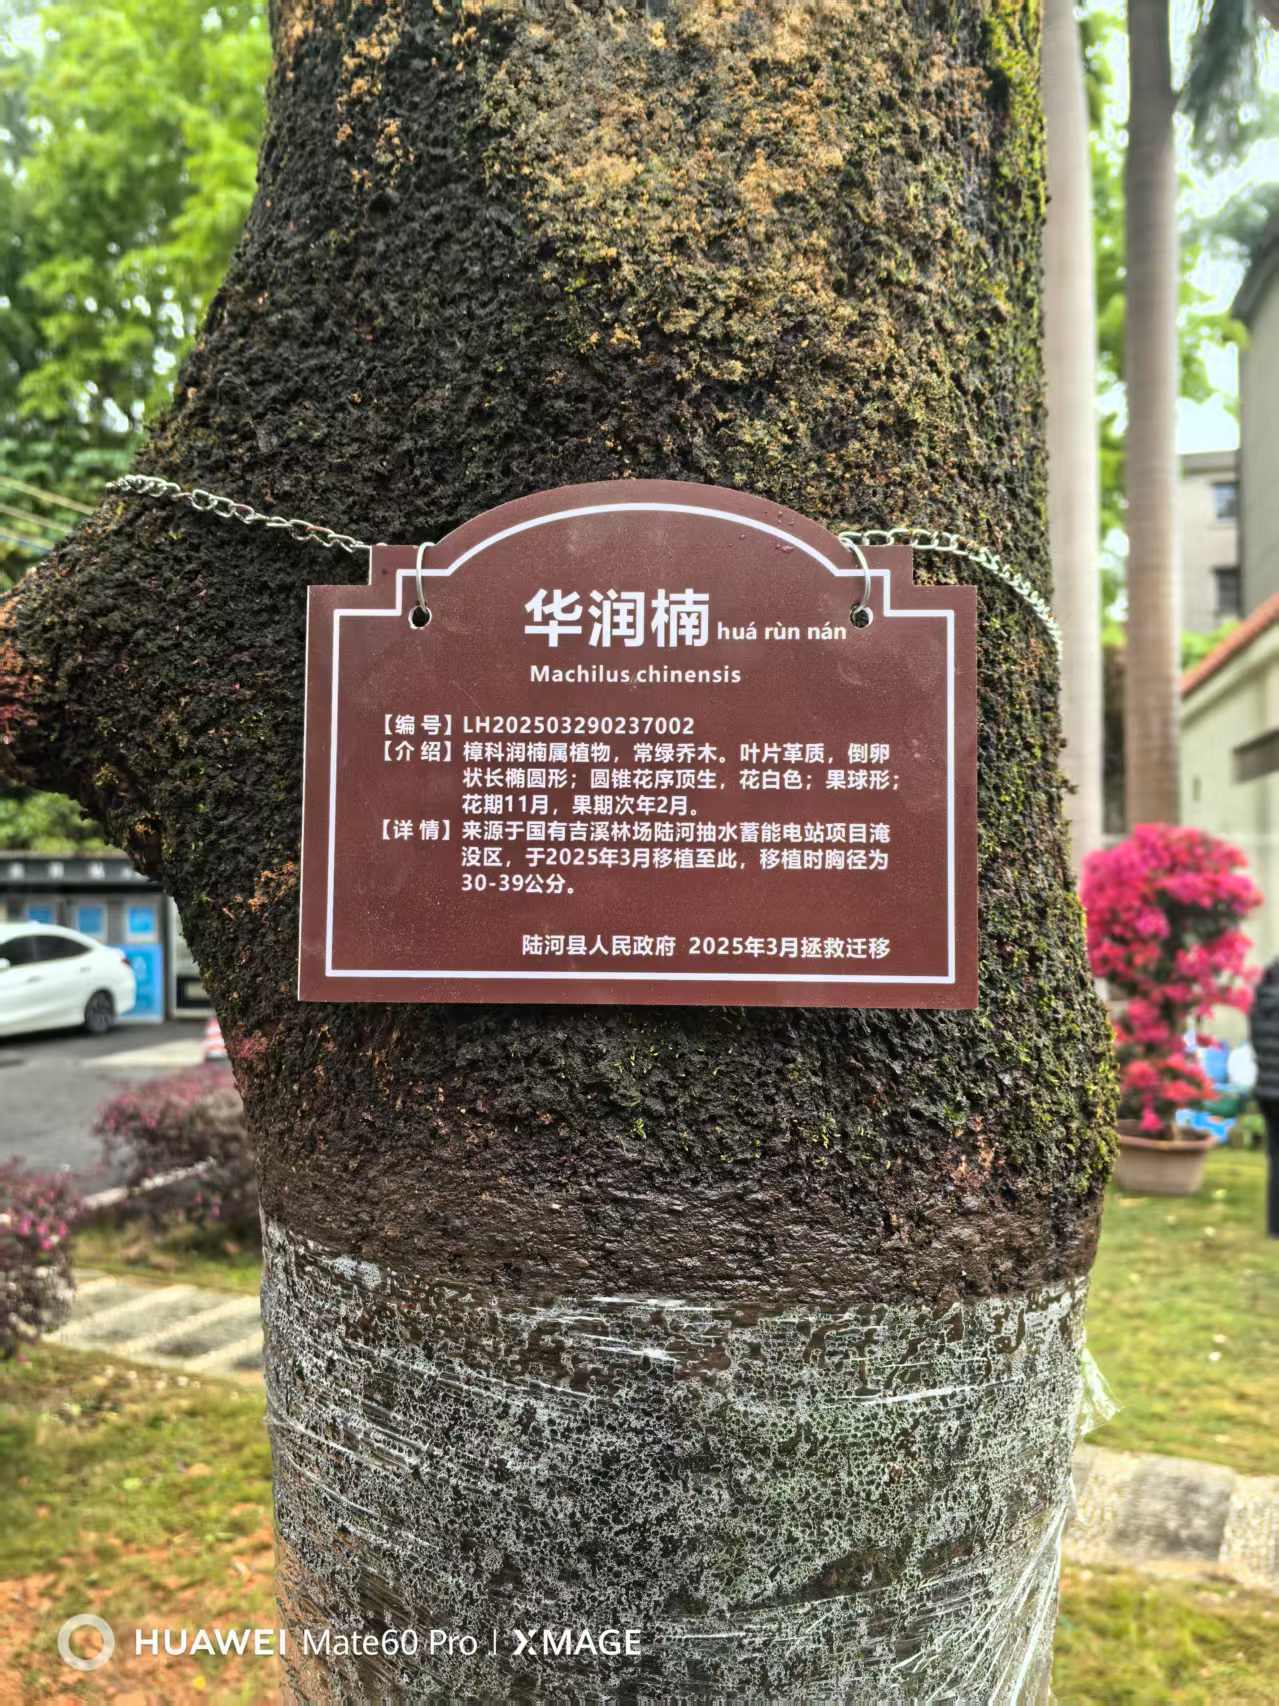 华润楠 huá rùn nán
Machilus chinensis
【编 号】LH202503290237002
【介 绍】樟科润楠属植物，常绿乔木。叶片革质，倒卵
状长椭圆形；圆锥花序顶生，花白色；果球形；
花期11月，果期次年2月。
【详 情】来源于国有吉溪林场陆河抽水蓄能电站项目淹
没区，于2025年3月移植至此，移植时胸径为
30-39公分。
陆河县人民政府 2025年3月拯救迁移
HUAWEI Mate60 Pro | XMAGE